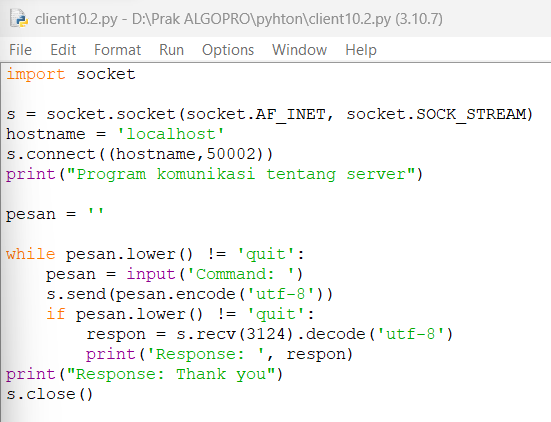 client10.2.py - D:\Prak ALGOPRO\pyhton\client10.2.py (3.10.7)
File Edit Format Run Options Window Help
import socket
s = socket.socket(socket.AF_INET, socket.SOCK_STREAM)
hostname = 'localhost'
s.connect((hostname,50002))
print("Program komunikasi tentang server")
pesan = ''
while pesan.lower() != 'quit':
    pesan = input('Command: ')
    s.send(pesan.encode('utf-8'))
    if pesan.lower() != 'quit':
        respon = s.recv(3124).decode('utf-8')
        print('Response: ', respon)
print("Response: Thank you")
s.close()